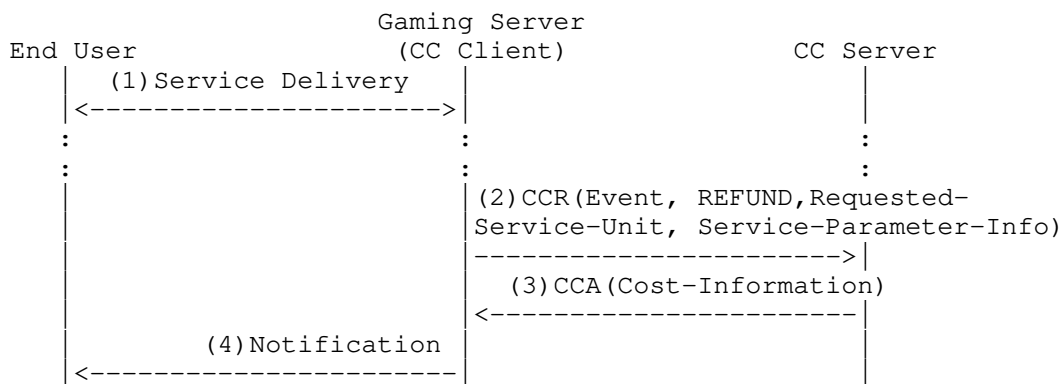 Gaming Server
End User (CC Client) CC Server
(1)Service Delivery
(2)CCR(Event, REFUND,Requested-
Service-Unit, Service-Parameter-Info)
(3)CCA(Cost-Information)
(4)Notification